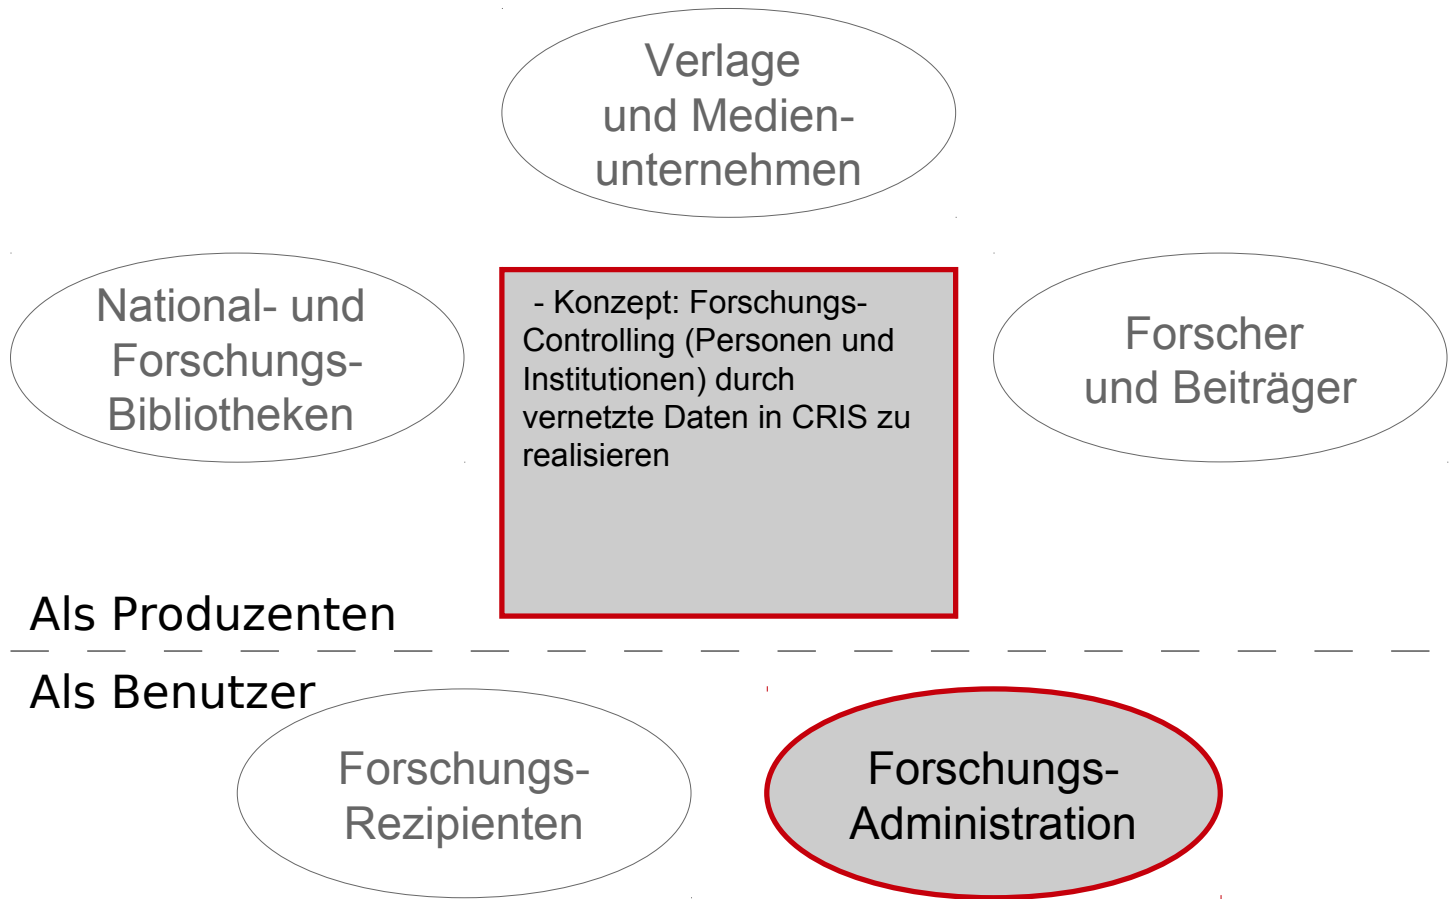 Verlage
und Medien-
unternehmen
National- und
Forschungs-
Bibliotheken
- Konzept: Forschungs-
Controlling (Personen und
Institutionen) durch
vernetzte Daten in CRIS zu
realisieren
Forscher
und Beiträger
Als Produzenten
Als Benutzer
Forschungs-
Rezipienten
Forschungs-
Administration